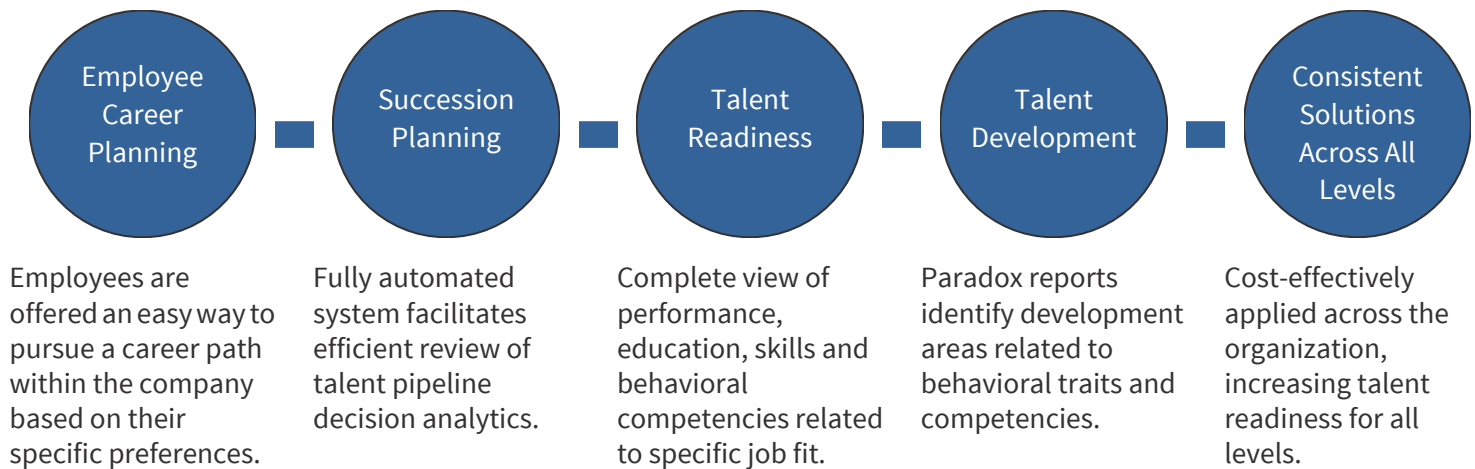 Employee
Career
Planning
Succession
Planning
Talent
Readiness
Talent
Development
Consistent
Solutions
Across All
Levels
Employees are
offered an easy way to
pursue a career path
within the company
based on their
specific preferences.
Fully automated
system facilitates
efficient review of
talent pipeline
decision analytics.
Complete view of
performance,
education, skills and
behavioral
competencies related
to specific job fit.
Paradox reports
identify development
areas related to
behavioral traits and
competencies.
Cost-effectively
applied across the
organization,
increasing talent
readiness for all
levels.